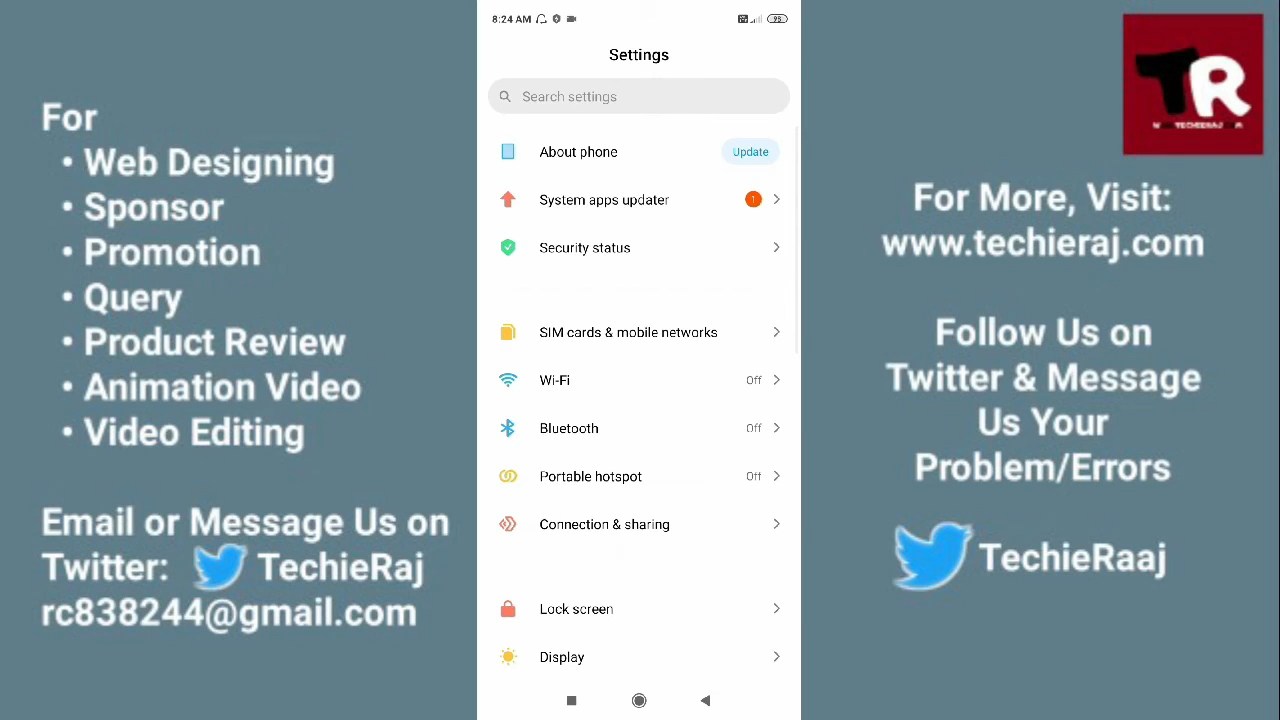 For
• Web Designing
• Sponsor
• Promotion
• Query
• Product Review
• Animation Video
• Video Editing
Email or Message Us on
Twitter: TechieRaj
rc838244@gmail.com
8:24 AM
98
Settings
Search settings
About phone Update
System apps updater 1
Security status
SIM cards & mobile networks
Wi-Fi Off
Bluetooth Off
Portable hotspot Off
Connection & sharing
Lock screen
Display
TR
For More, Visit:
www.techieraj.com
Follow Us on
Twitter & Message
Us Your
Problem/Errors
TechieRaaj